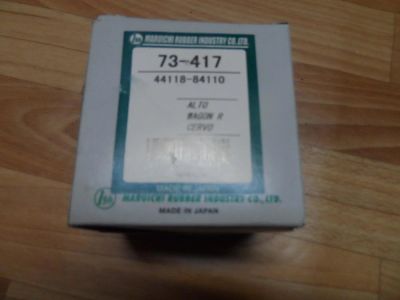 MARUICHI RUBBER INDUSTRY CO.,LTD.
73-417
44118-84110
ALTO
WAGON R
CERVO
MADE IN JAPAN
MARUICHI RUBBER INDUSTRY CO., LTD.
MADE IN JAPAN